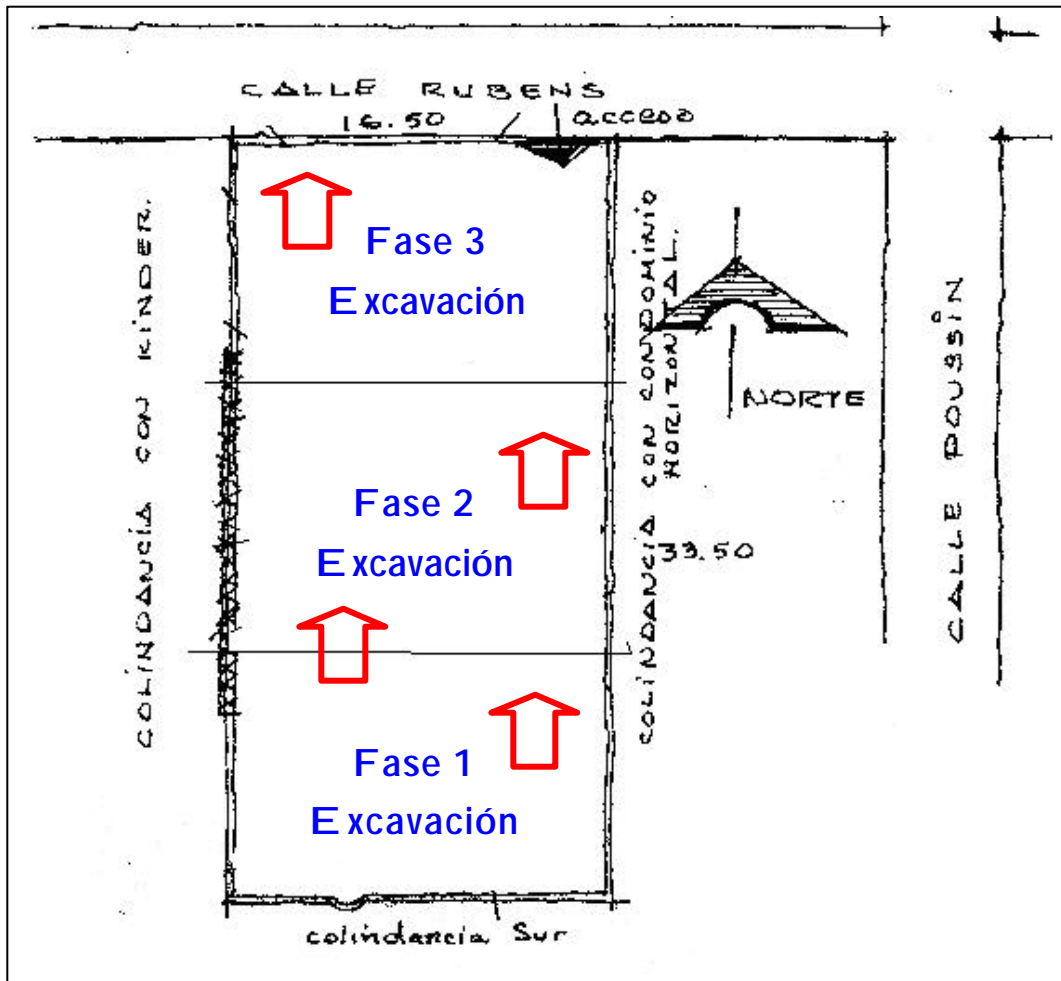 CALLE RUBENS
16.50
acceso
Fase 3
Excavación
COLINDANCIA CON KINDER.
COLINDANCIA CON CONDOMINIO
HORIZONTAL.
NORTE
CALLE POUSSIN
Fase 2
Excavación
33.50
Fase 1
Excavación
colindancia Sur